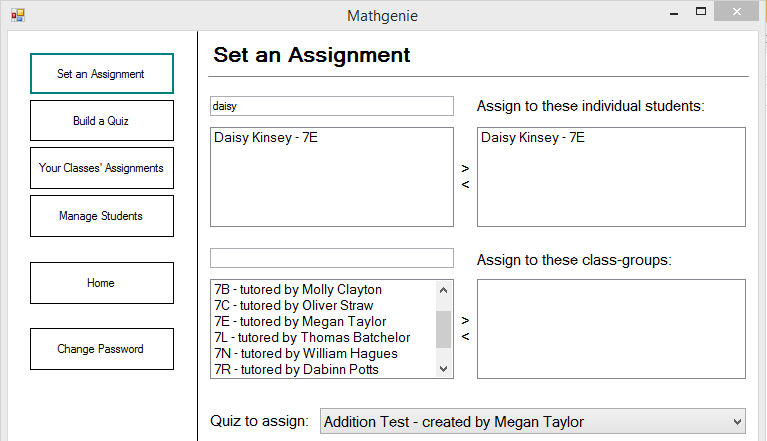 Mathgenie
Set an Assignment
Build a Quiz
Your Classes' Assignments
Manage Students
Home
Change Password
Set an Assignment
daisy
Assign to these individual students:
Daisy Kinsey - 7E
>
<
Daisy Kinsey - 7E
Assign to these class-groups:
7B - tutored by Molly Clayton
7C - tutored by Oliver Straw
7E - tutored by Megan Taylor
7L - tutored by Thomas Batchelor
7N - tutored by William Hagues
7R - tutored by Dabinn Potts
>
<
Quiz to assign: Addition Test - created by Megan Taylor